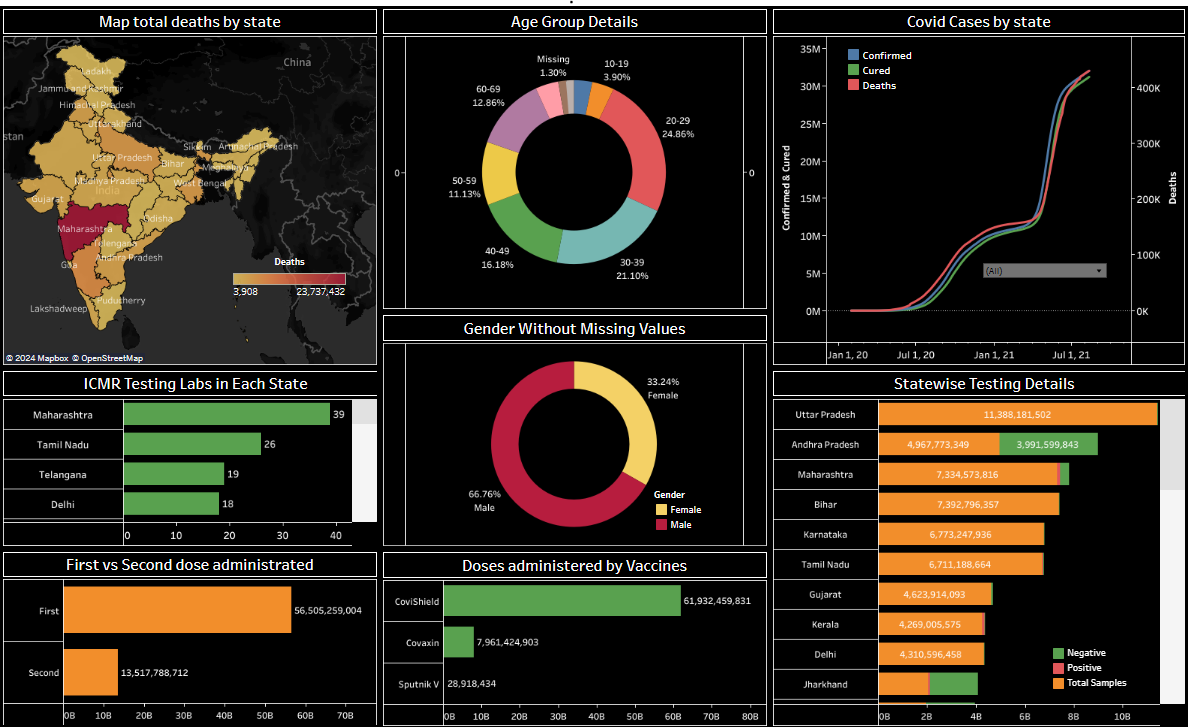 Map total deaths by state
China
Ladakh
Jammu and Kashmir
Himachal Pradesh
Uttarakhand
stan
Uttar Pradesh
Sikkim
Arunachal Pradesh
Bihar
Meghalaya
Madhya Pradesh
West Bengal
India
Gujarat
Odisha
Maharashtra
Telengana
Andhra Pradesh
Goa
Puducherry
Lakshadweep
Deaths
3,908 23,737,432
© 2024 Mapbox © OpenStreetMap
Age Group Details
Missing
1.30%
10-19
3.90%
60-69
12.86%
20-29
24.86%
0
0
50-59
11.13%
40-49
16.18%
30-39
21.10%
Covid Cases by state
Confirmed
Cured
Deaths
35M
30M
25M
20M
15M
10M
5M
0M
Confirmed & Cured
400K
300K
200K
100K
0K
Deaths
(All)
Jan 1, 20 Jul 1, 20 Jan 1, 21 Jul 1, 21
Gender Without Missing Values
33.24%
Female
66.76%
Male
Gender
Female
Male
ICMR Testing Labs in Each State
Maharashtra 39
Tamil Nadu 26
Telangana 19
Delhi 18
0 10 20 30 40
Statewise Testing Details
Uttar Pradesh 11,388,181,502
Andhra Pradesh 4,967,773,349 3,991,599,843
Maharashtra 7,334,573,816
Bihar 7,392,796,357
Karnataka 6,773,247,936
Tamil Nadu 6,711,188,664
Gujarat 4,623,914,093
Kerala 4,269,005,575
Delhi 4,310,596,458
Jharkhand
Negative
Positive
Total Samples
0B 2B 4B 6B 8B 10B
First vs Second dose administrated
First 56,505,259,004
Second 13,517,788,712
0B 10B 20B 30B 40B 50B 60B 70B
Doses administered by Vaccines
CoviShield 61,932,459,831
Covaxin 7,961,424,903
Sputnik V 28,918,434
0B 10B 20B 30B 40B 50B 60B 70B 80B